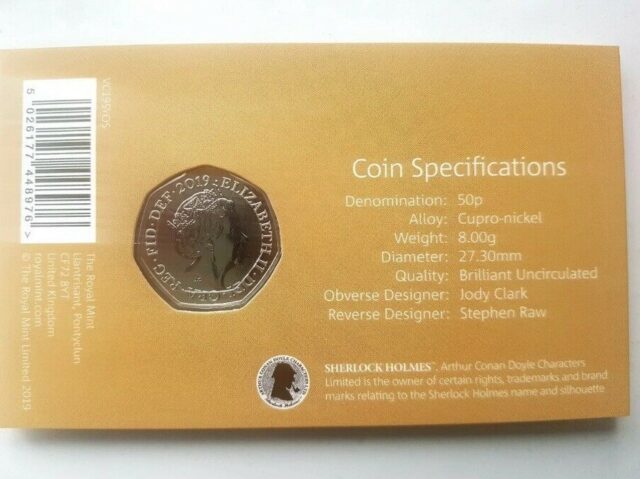 VC19SYOS
5 026177 448976 >
The Royal Mint
Llantrisant, Pontyclun
CF72 8YT
United Kingdom
royalmint.com
© The Royal Mint Limited 2019
REG·FID·DEF·2019·ELIZABETH II·D·
Coin Specifications
Denomination: 50p
Alloy: Cupro-nickel
Weight: 8.00g
Diameter: 27.30mm
Quality: Brilliant Uncirculated
Obverse Designer: Jody Clark
Reverse Designer: Stephen Raw
SHERLOCK HOLMES™, Arthur Conan Doyle Characters
Limited is the owner of certain rights, trademarks and brand
marks relating to the Sherlock Holmes name and silhouette